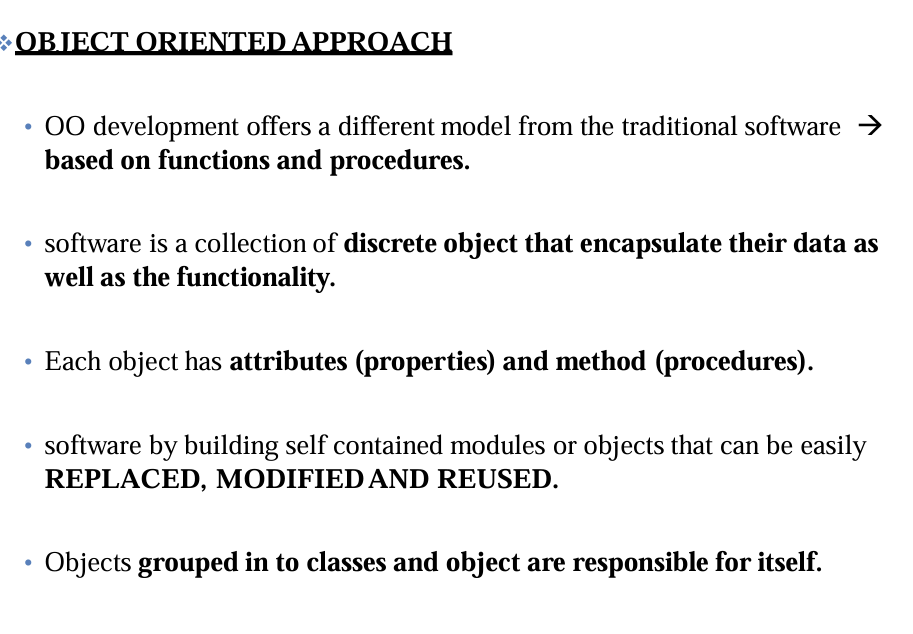 ❖OBJECT ORIENTED APPROACH
• OO development offers a different model from the traditional software →
based on functions and procedures.
• software is a collection of discrete object that encapsulate their data as
well as the functionality.
• Each object has attributes (properties) and method (procedures).
• software by building self contained modules or objects that can be easily
REPLACED, MODIFIED AND REUSED.
• Objects grouped in to classes and object are responsible for itself.